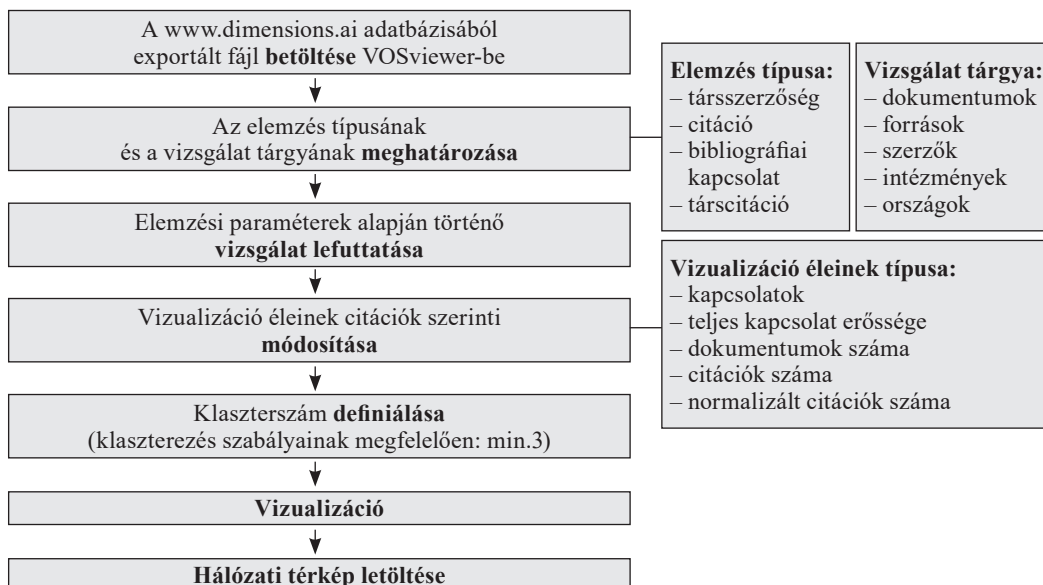 A www.dimensions.ai adatbázisából
exportált fájl betöltése VOSviewer-be
Az elemzés típusának
és a vizsgálat tárgyának meghatározása
Elemzés típusa:
– társszerzőség
– citáció
– bibliográfiai
kapcsolat
– társcitáció
Vizsgálat tárgya:
– dokumentumok
– források
– szerzők
– intézmények
– országok
Elemzési paraméterek alapján történő
vizsgálat lefuttatása
Vizualizáció éleinek citációk szerinti
módosítása
Vizualizáció éleinek típusa:
– kapcsolatok
– teljes kapcsolat erőssége
– dokumentumok száma
– citációk száma
– normalizált citációk száma
Klaszterszám definiálása
(klaszterezés szabályainak megfelelően: min.3)
Vizualizáció
Hálózati térkép letöltése